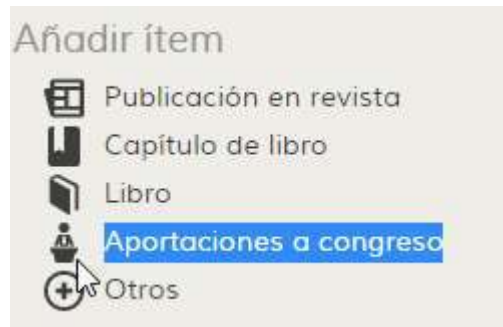 Añadir ítem
Publicación en revista
Capítulo de libro
Libro
Aportaciones a congreso
Otros